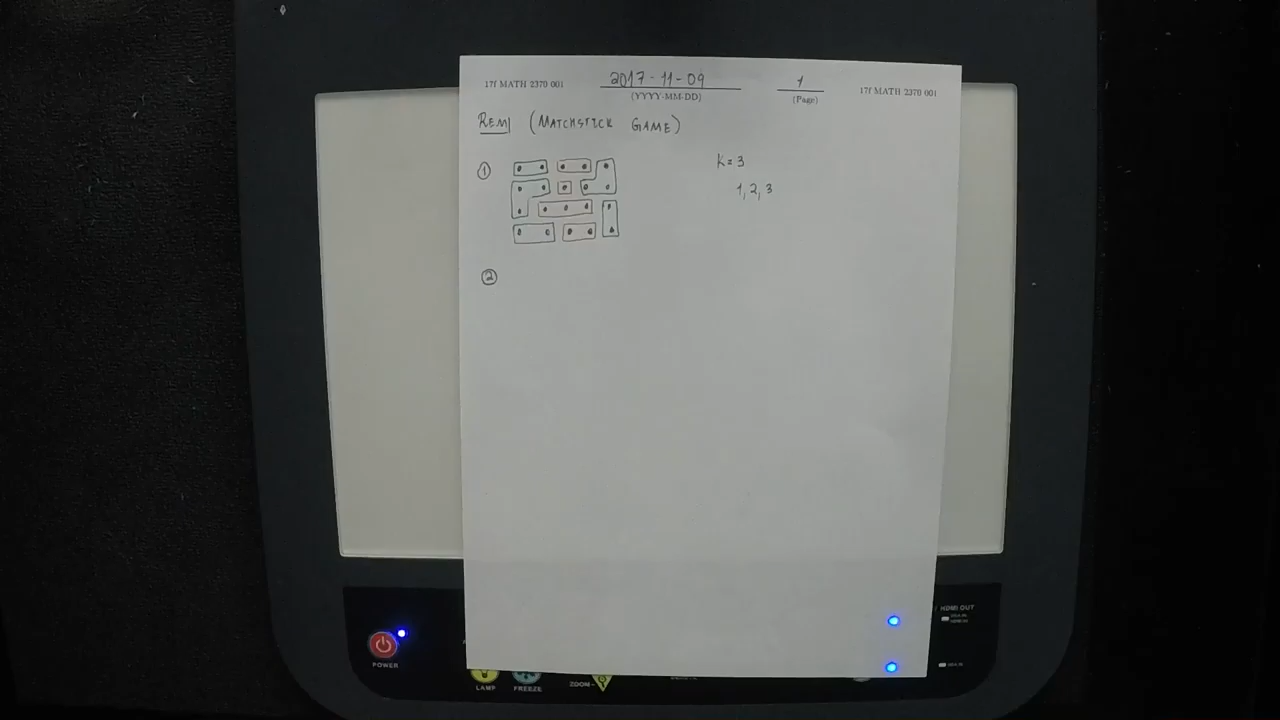 17f MATH 2370 001 2017-11-09 1 17f MATH 2370 001
(YYYY-MM-DD) (Page)
REM (MATCHSTICK GAME)
① K=3
1, 2, 3
②
HDMI OUT
POWER
LAMP FREEZE ZOOM-